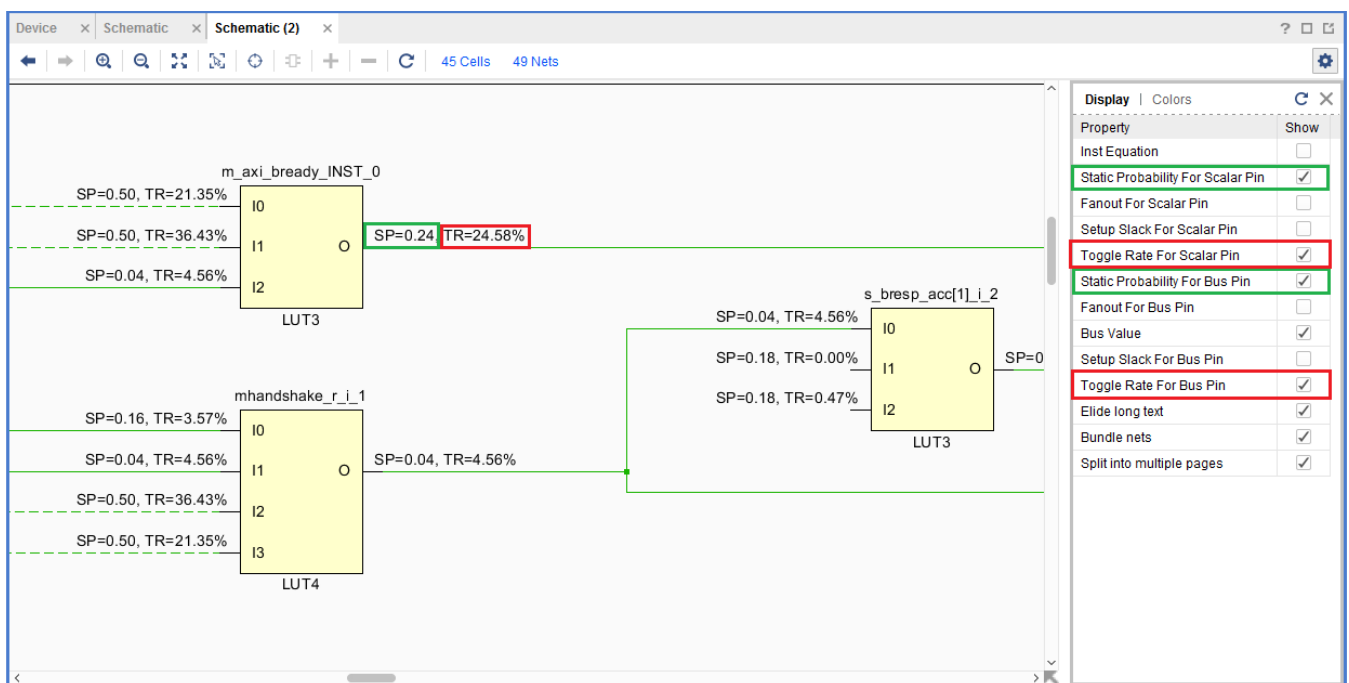 Device
Schematic
Schematic (2)
45 Cells
49 Nets
m_axi_bready_INST_0
SP=0.50, TR=21.35%
I0
SP=0.50, TR=36.43%
I1
O
SP=0.24, TR=24.58%
SP=0.04, TR=4.56%
I2
LUT3
s_bresp_acc[1]_i_2
SP=0.04, TR=4.56%
I0
SP=0.18, TR=0.00%
I1
O
SP=0
SP=0.18, TR=0.47%
I2
LUT3
mhandshake_r_i_1
SP=0.16, TR=3.57%
I0
SP=0.04, TR=4.56%
I1
O
SP=0.04, TR=4.56%
SP=0.50, TR=36.43%
I2
SP=0.50, TR=21.35%
I3
LUT4
Display | Colors
Property Show
Inst Equation
Static Probability For Scalar Pin
Fanout For Scalar Pin
Setup Slack For Scalar Pin
Toggle Rate For Scalar Pin
Static Probability For Bus Pin
Fanout For Bus Pin
Bus Value
Setup Slack For Bus Pin
Toggle Rate For Bus Pin
Elide long text
Bundle nets
Split into multiple pages